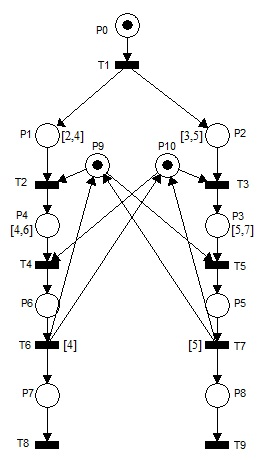 P0
T1
P1 [2,4] [3,5] P2
P9 P10
T2 T3
P4 P3
[4,6] [5,7]
T4 T5
P6 P5
T6 [4] [5] T7
P7 P8
T8 T9